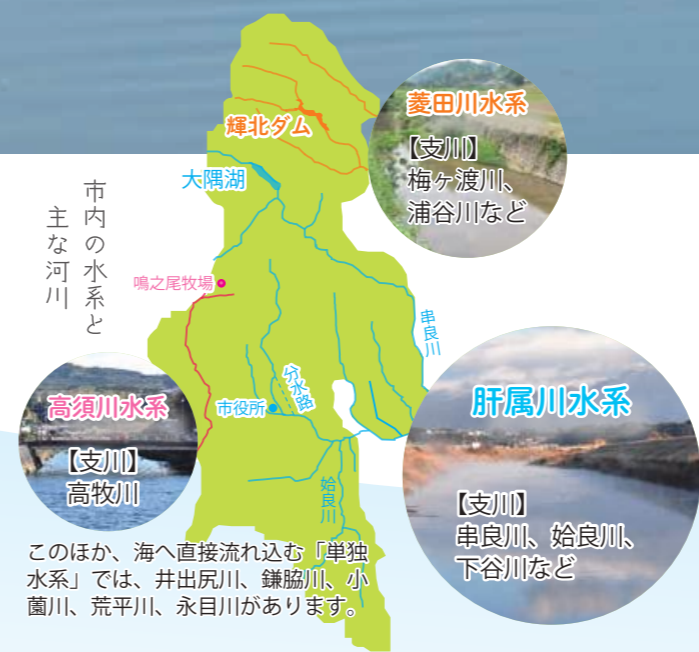 市内の水系と
主な河川
輝北ダム
大隅湖
鳴之尾牧場
串良川
分水路
市役所
姶良川
菱田川水系
【支川】
梅ヶ渡川、
浦谷川など
高須川水系
【支川】
高牧川
肝属川水系
【支川】
串良川、姶良川、
下谷川など
このほか、海へ直接流れ込む「単独
水系」では、井出尻川、鎌脇川、小
薗川、荒平川、永目川があります。